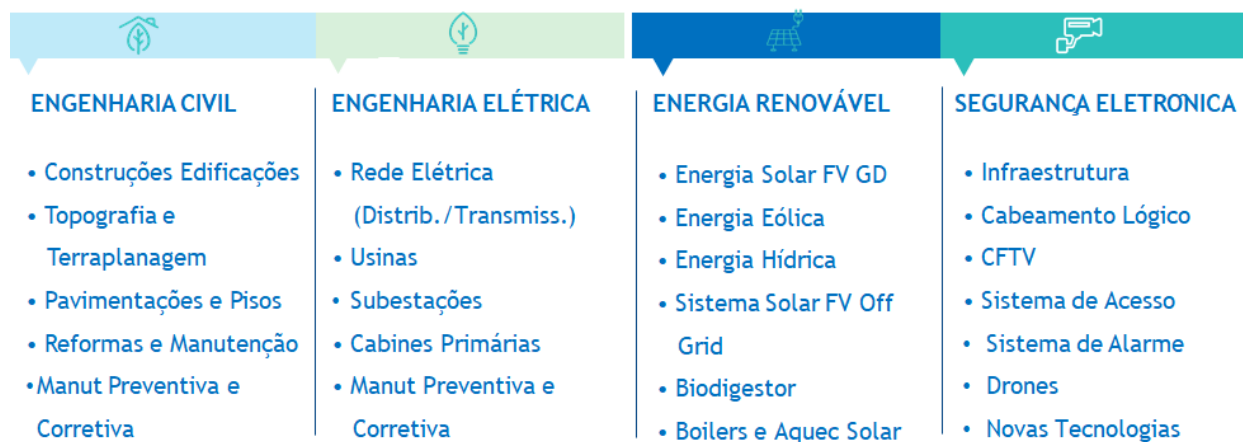 ENGENHARIA CIVIL
• Construções Edificações
• Topografia e
Terraplanagem
• Pavimentações e Pisos
• Reformas e Manutenção
• Manut Preventiva e
Corretiva
ENGENHARIA ELÉTRICA
• Rede Elétrica
(Distrib./Transmiss.)
• Usinas
• Subestações
• Cabines Primárias
• Manut Preventiva e
Corretiva
ENERGIA RENOVÁVEL
• Energia Solar FV GD
• Energia Eólica
• Energia Hídrica
• Sistema Solar FV Off
Grid
• Biodigestor
• Boilers e Aquec Solar
SEGURANÇA ELETRÔNICA
• Infraestrutura
• Cabeamento Lógico
• CFTV
• Sistema de Acesso
• Sistema de Alarme
• Drones
• Novas Tecnologias